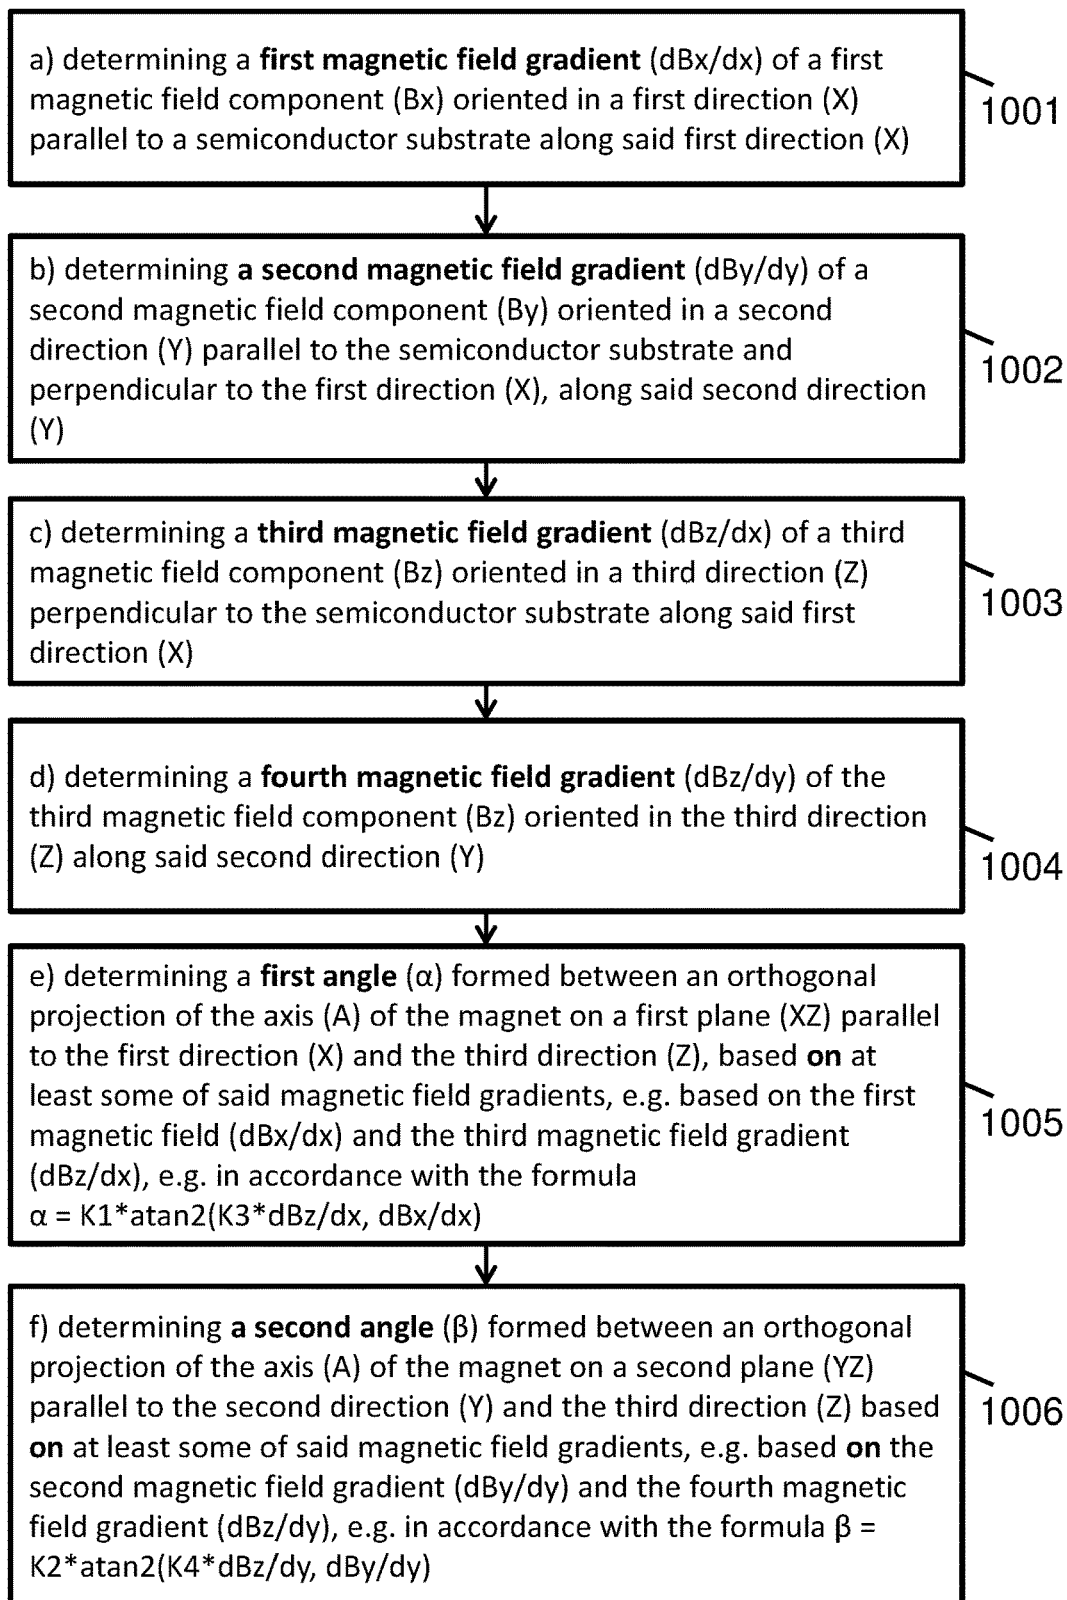 a) determining a first magnetic field gradient (dBx/dx) of a first
magnetic field component (Bx) oriented in a first direction (X)
parallel to a semiconductor substrate along said first direction (X)
1001
b) determining a second magnetic field gradient (dBy/dy) of a
second magnetic field component (By) oriented in a second
direction (Y) parallel to the semiconductor substrate and
perpendicular to the first direction (X), along said second direction
(Y)
1002
c) determining a third magnetic field gradient (dBz/dx) of a third
magnetic field component (Bz) oriented in a third direction (Z)
perpendicular to the semiconductor substrate along said first
direction (X)
1003
d) determining a fourth magnetic field gradient (dBz/dy) of the
third magnetic field component (Bz) oriented in the third direction
(Z) along said second direction (Y)
1004
e) determining a first angle (α) formed between an orthogonal
projection of the axis (A) of the magnet on a first plane (XZ) parallel
to the first direction (X) and the third direction (Z), based on at
least some of said magnetic field gradients, e.g. based on the first
magnetic field (dBx/dx) and the third magnetic field gradient
(dBz/dx), e.g. in accordance with the formula
α = K1*atan2(K3*dBz/dx, dBx/dx)
1005
f) determining a second angle (β) formed between an orthogonal
projection of the axis (A) of the magnet on a second plane (YZ)
parallel to the second direction (Y) and the third direction (Z) based
on at least some of said magnetic field gradients, e.g. based on the
second magnetic field gradient (dBy/dy) and the fourth magnetic
field gradient (dBz/dy), e.g. in accordance with the formula β =
K2*atan2(K4*dBz/dy, dBy/dy)
1006